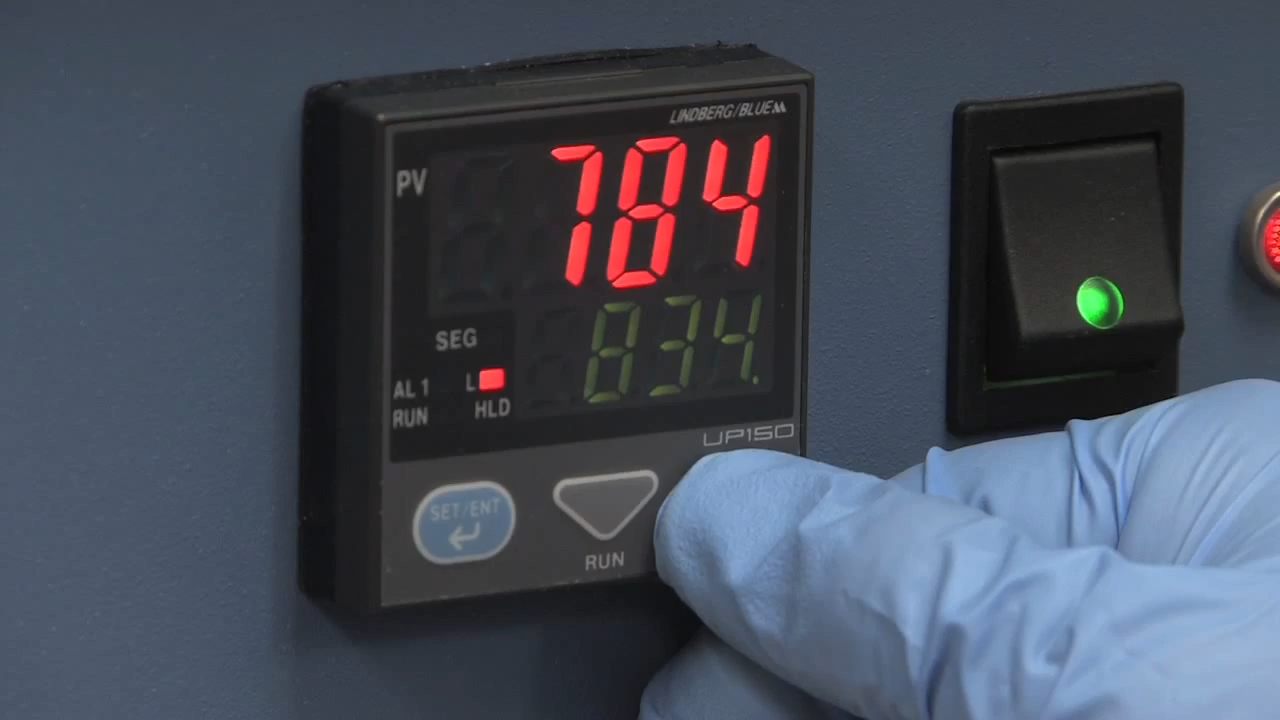 LINDBERG/BLUE M
PV
784
SEG
834.
AL 1
L
RUN
HLD
UP150
SET/ENT
RUN